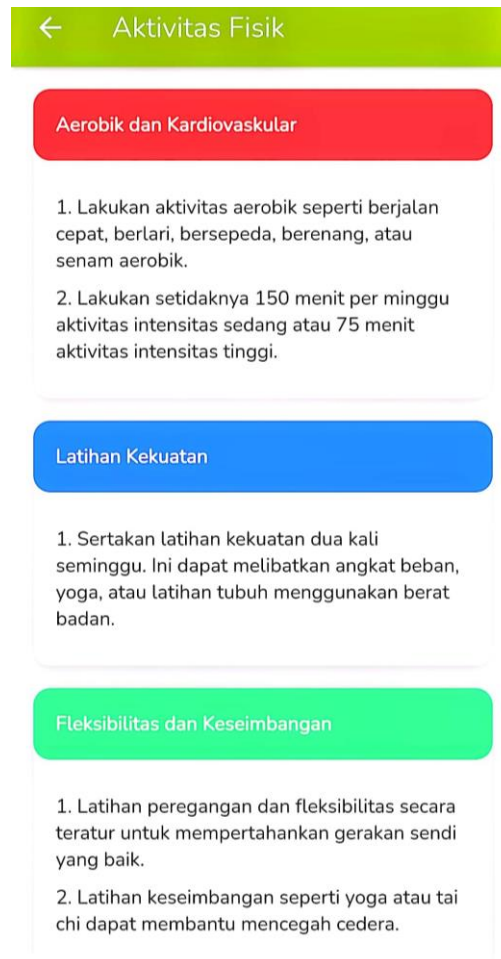 Aktivitas Fisik
Aerobik dan Kardiovaskular
1. Lakukan aktivitas aerobik seperti berjalan
cepat, berlari, bersepeda, berenang, atau
senam aerobik.
2. Lakukan setidaknya 150 menit per minggu
aktivitas intensitas sedang atau 75 menit
aktivitas intensitas tinggi.
Latihan Kekuatan
1. Sertakan latihan kekuatan dua kali
seminggu. Ini dapat melibatkan angkat beban,
yoga, atau latihan tubuh menggunakan berat
badan.
Fleksibilitas dan Keseimbangan
1. Latihan peregangan dan fleksibilitas secara
teratur untuk mempertahankan gerakan sendi
yang baik.
2. Latihan keseimbangan seperti yoga atau tai
chi dapat membantu mencegah cedera.